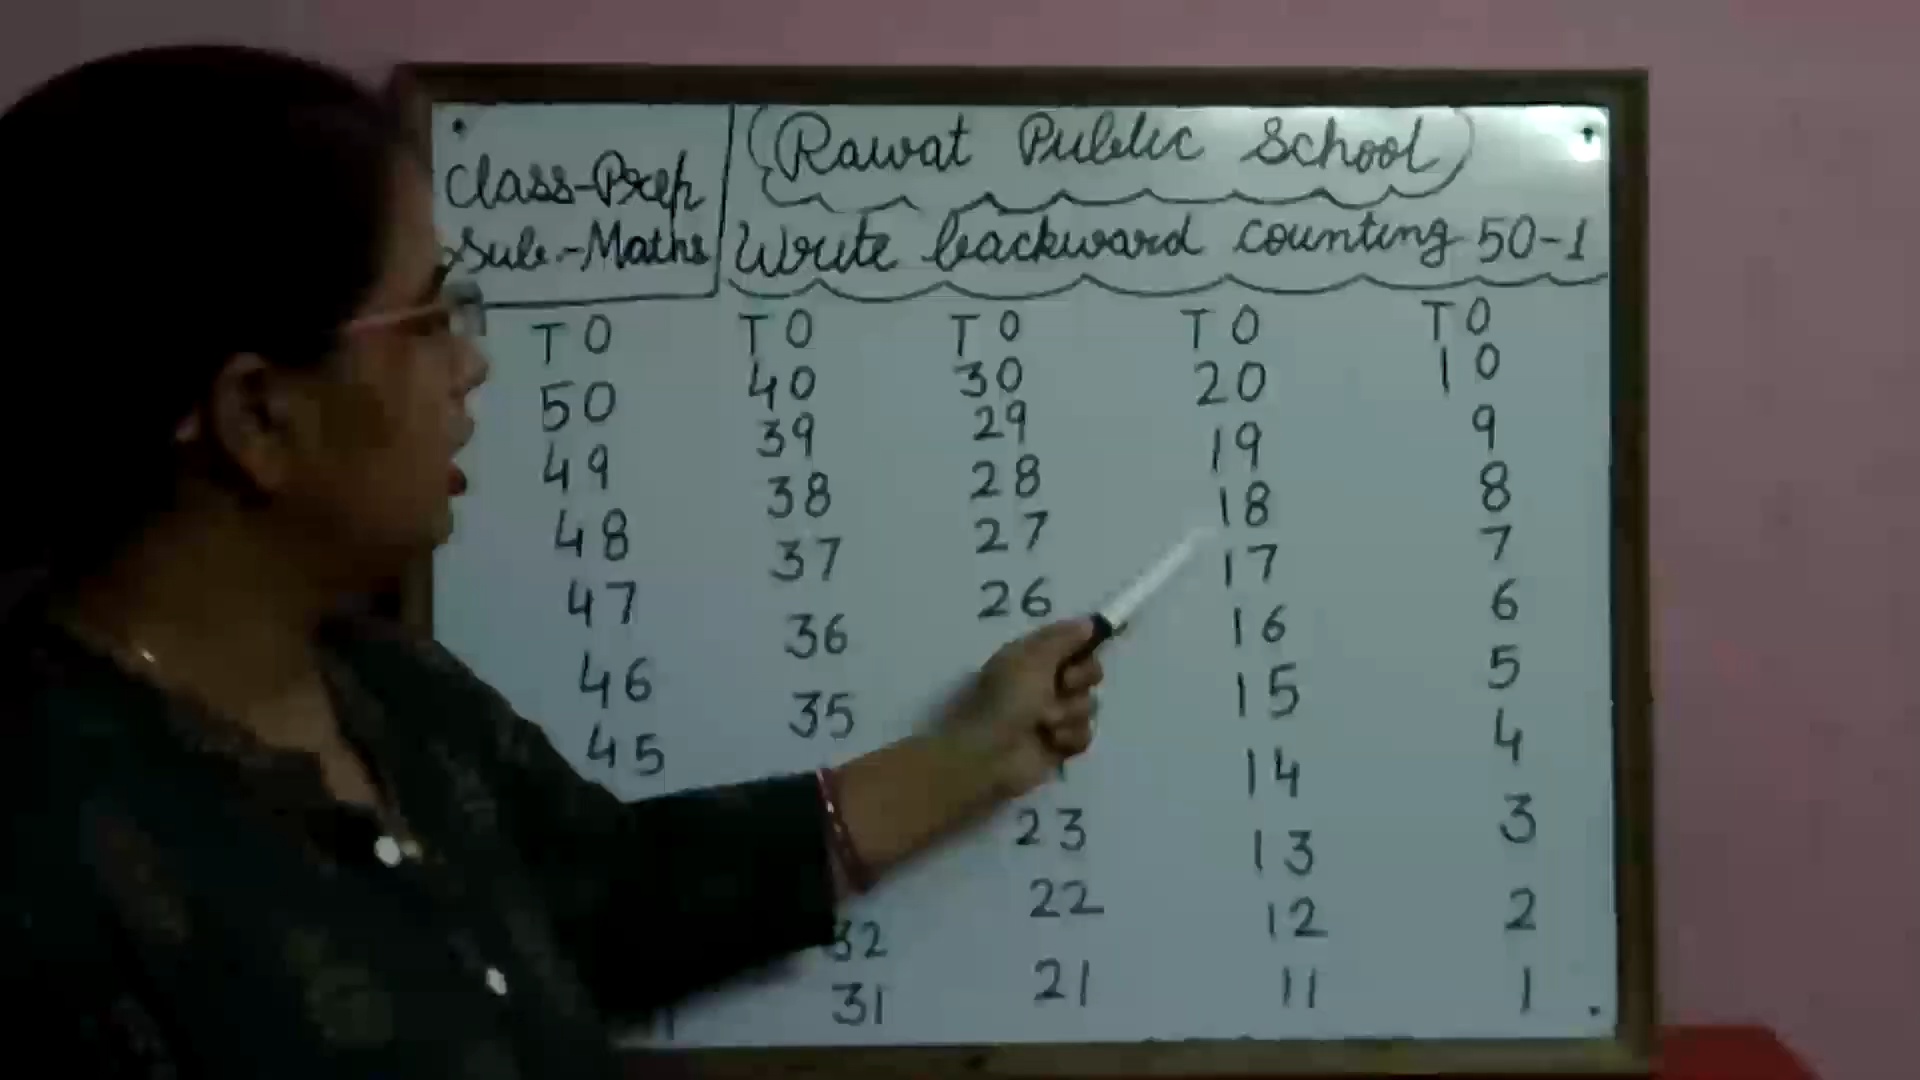 Class-Prep
Sub.-Maths
Rawat Public School
Write backward counting 50-1
T O T O T O T O T O
50 40 30 20 10
49 39 29 19 9
48 38 28 18 8
47 37 27 17 7
46 36 26 16 6
45 35 15 5
14 4
23 13 3
32 22 12 2
31 21 11 1